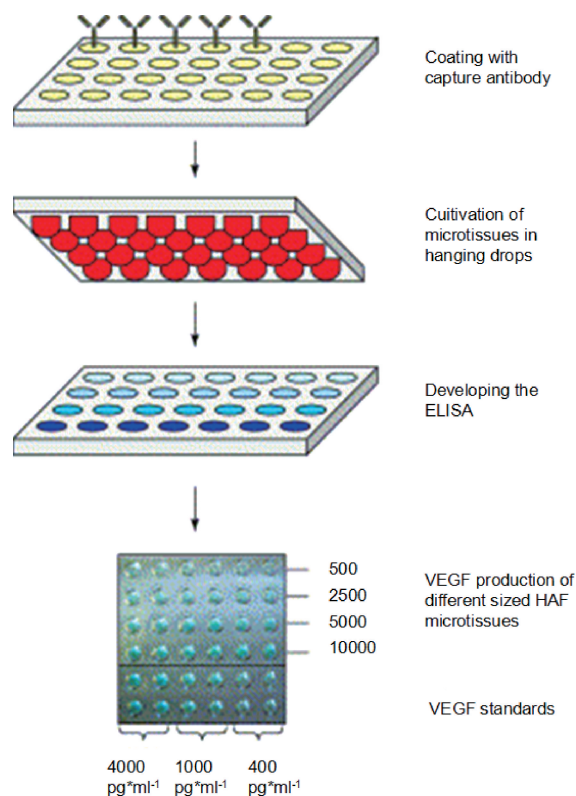 Coating with
capture antibody
Cuitivation of
microtissues in
hanging drops
Developing the
ELISA
500
2500
5000
10000
VEGF production of
different sized HAF
microtissues
VEGF standards
4000
pg*ml-1
1000
pg*ml-1
400
pg*ml-1